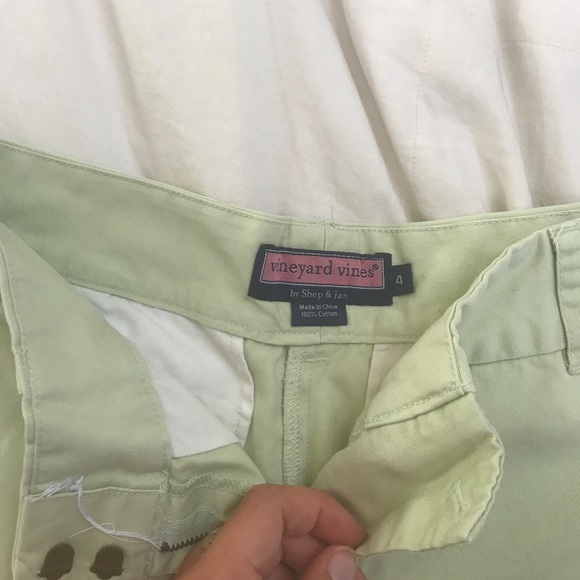 vineyard vines®
by Shep & Ian
4
Made in China
100% Cotton